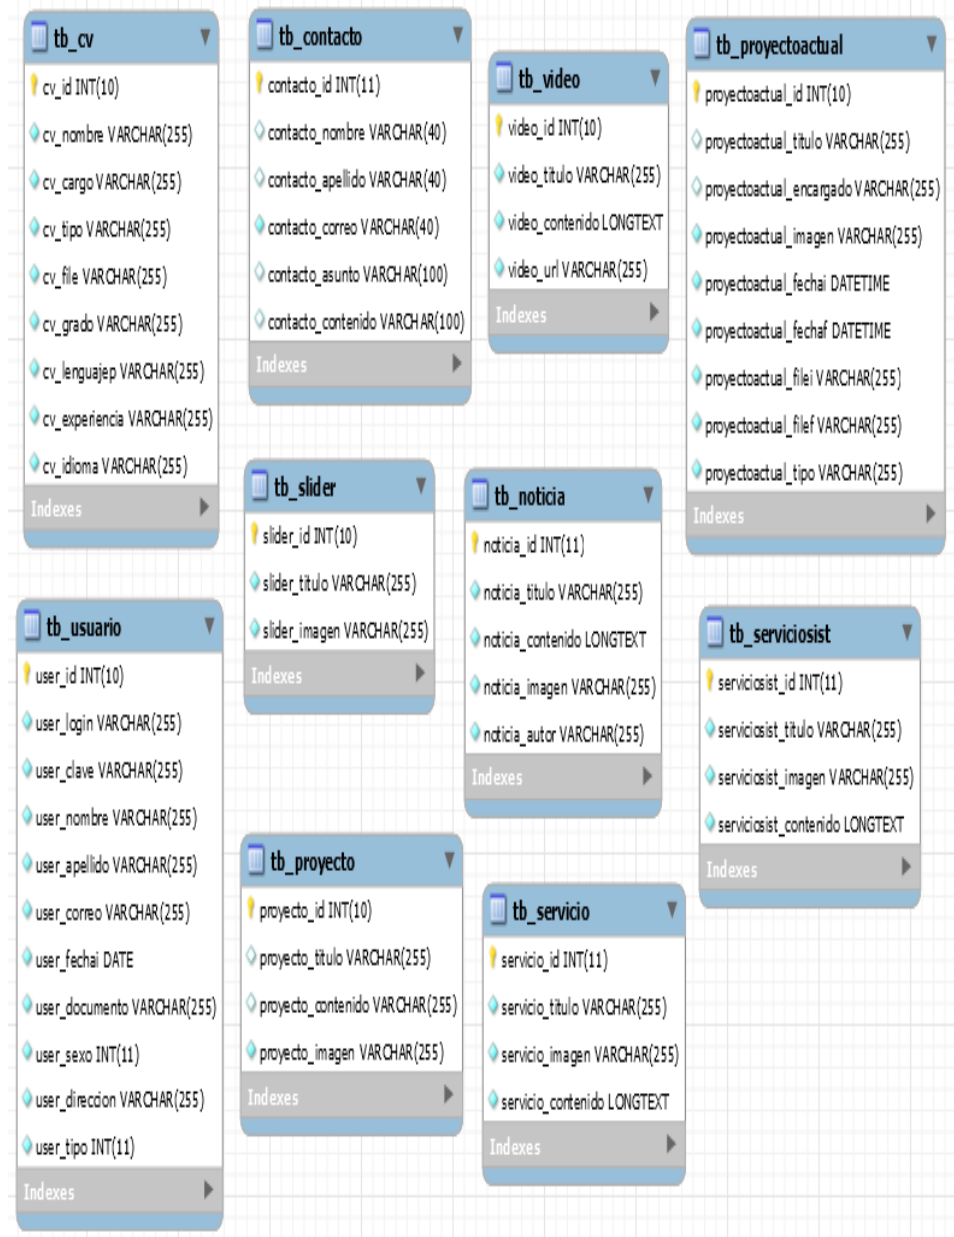 tb_cv
cv_id INT(10)
cv_nombre VARCHAR(255)
cv_cargo VARCHAR(255)
cv_tipo VARCHAR(255)
cv_file VARCHAR(255)
cv_grado VARCHAR(255)
cv_lenguajep VARCHAR(255)
cv_experiencia VARCHAR(255)
cv_idioma VARCHAR(255)
Indexes
tb_contacto
contacto_id INT(11)
contacto_nombre VARCHAR(40)
contacto_apellido VARCHAR(40)
contacto_correo VARCHAR(40)
contacto_asunto VARCHAR(100)
contacto_contenido VARCHAR(100)
Indexes
tb_video
video_id INT(10)
video_titulo VARCHAR(255)
video_contenido LONGTEXT
video_url VARCHAR(255)
Indexes
tb_proyectoactual
proyectoactual_id INT(10)
proyectoactual_titulo VARCHAR(255)
proyectoactual_encargado VARCHAR(255)
proyectoactual_imagen VARCHAR(255)
proyectoactual_fechai DATETIME
proyectoactual_fechaf DATETIME
proyectoactual_filei VARCHAR(255)
proyectoactual_filef VARCHAR(255)
proyectoactual_tipo VARCHAR(255)
Indexes
tb_slider
slider_id INT(10)
slider_titulo VARCHAR(255)
slider_imagen VARCHAR(255)
Indexes
tb_noticia
noticia_id INT(11)
noticia_titulo VARCHAR(255)
noticia_contenido LONGTEXT
noticia_imagen VARCHAR(255)
noticia_autor VARCHAR(255)
Indexes
tb_usuario
user_id INT(10)
user_login VARCHAR(255)
user_clave VARCHAR(255)
user_nombre VARCHAR(255)
user_apellido VARCHAR(255)
user_correo VARCHAR(255)
user_fechai DATE
user_documento VARCHAR(255)
user_sexo INT(11)
user_direccion VARCHAR(255)
user_tipo INT(11)
Indexes
tb_serviciosist
serviciosist_id INT(11)
serviciosist_titulo VARCHAR(255)
serviciosist_imagen VARCHAR(255)
serviciosist_contenido LONGTEXT
Indexes
tb_proyecto
proyecto_id INT(10)
proyecto_titulo VARCHAR(255)
proyecto_contenido VARCHAR(255)
proyecto_imagen VARCHAR(255)
Indexes
tb_servicio
servicio_id INT(11)
servicio_titulo VARCHAR(255)
servicio_imagen VARCHAR(255)
servicio_contenido LONGTEXT
Indexes